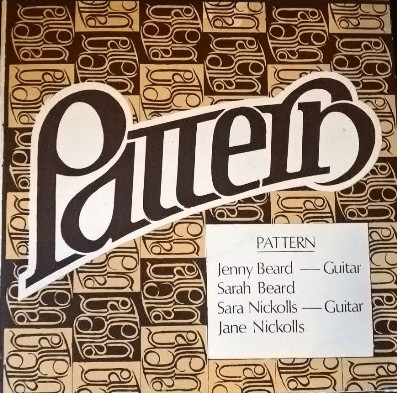 Pattern
PATTERN
Jenny Beard — Guitar
Sarah Beard
Sara Nickolls — Guitar
Jane Nickolls